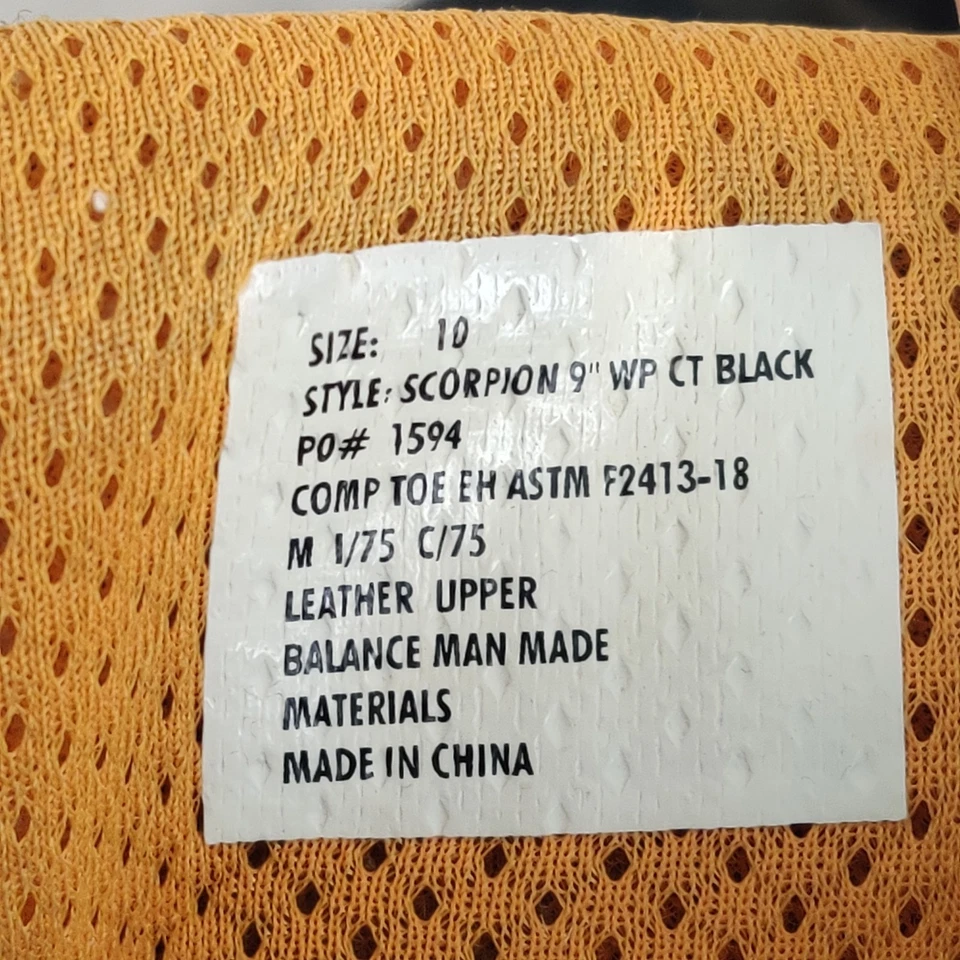 SIZE: 10
STYLE: SCORPION 9" WP CT BLACK
PO# 1594
COMP TOE EH ASTM F2413-18
M I/75 C/75
LEATHER UPPER
BALANCE MAN MADE
MATERIALS
MADE IN CHINA